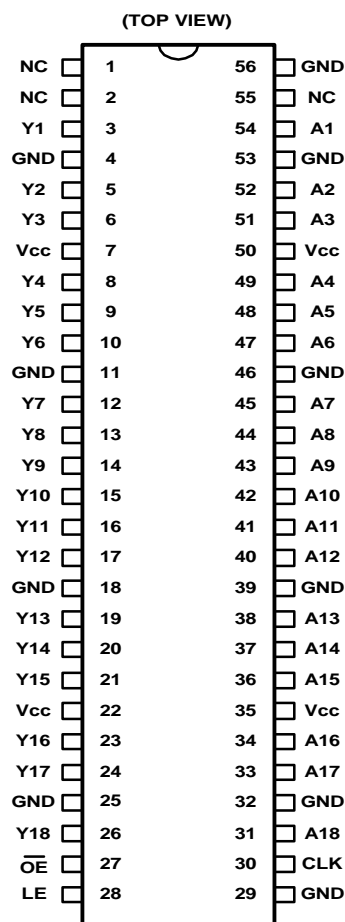 (TOP VIEW)
NC 1 56 GND
NC 2 55 NC
Y1 3 54 A1
GND 4 53 GND
Y2 5 52 A2
Y3 6 51 A3
Vcc 7 50 Vcc
Y4 8 49 A4
Y5 9 48 A5
Y6 10 47 A6
GND 11 46 GND
Y7 12 45 A7
Y8 13 44 A8
Y9 14 43 A9
Y10 15 42 A10
Y11 16 41 A11
Y12 17 40 A12
GND 18 39 GND
Y13 19 38 A13
Y14 20 37 A14
Y15 21 36 A15
Vcc 22 35 Vcc
Y16 23 34 A16
Y17 24 33 A17
GND 25 32 GND
Y18 26 31 A18
O̅E̅ 27 30 CLK
LE 28 29 GND